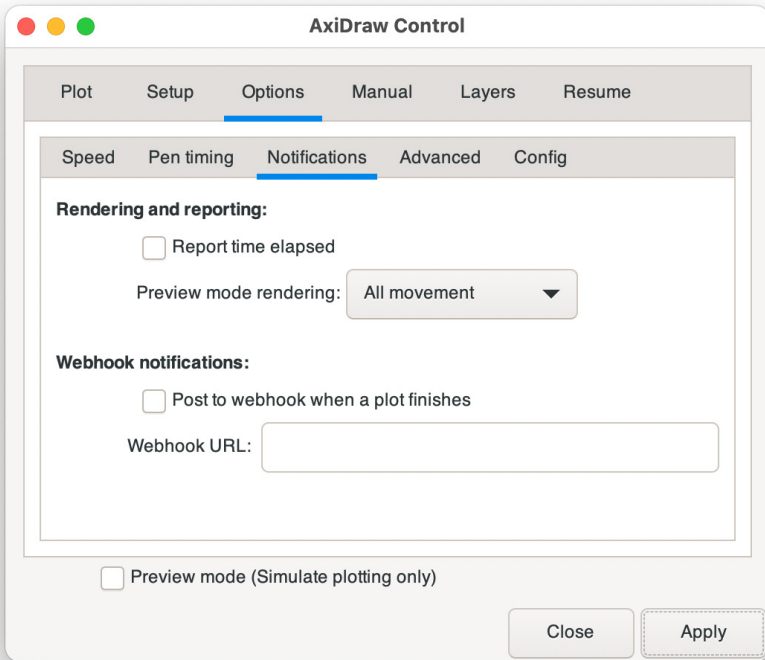 AxiDraw Control
Plot Setup Options Manual Layers Resume
Speed Pen timing Notifications Advanced Config
Rendering and reporting:
Report time elapsed
Preview mode rendering: All movement
Webhook notifications:
Post to webhook when a plot finishes
Webhook URL:
Preview mode (Simulate plotting only)
Close Apply